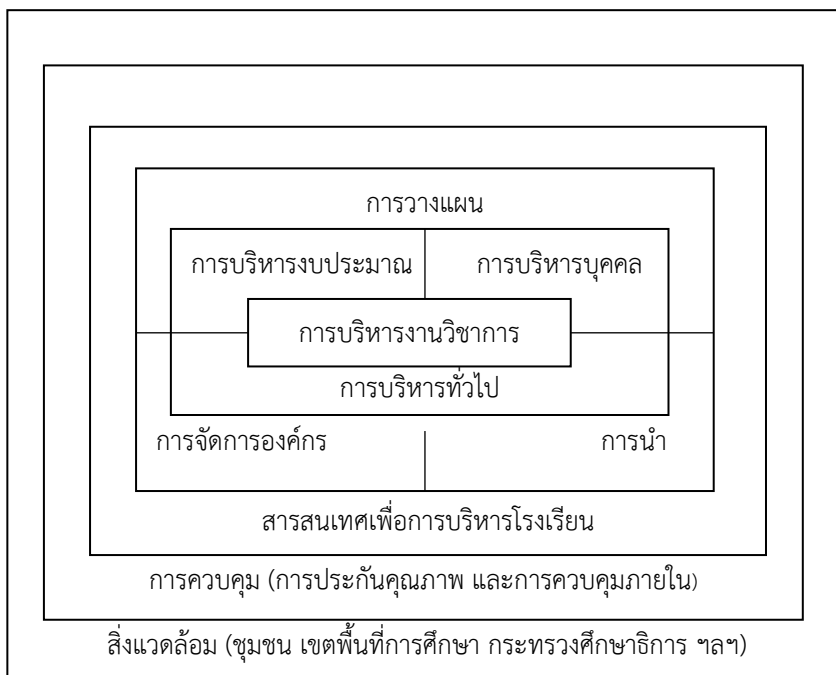 การวางแผน
การบริหารงบประมาณ การบริหารบุคคล
การบริหารงานวิชาการ
การบริหารทั่วไป
การจัดการองค์กร การนำ
สารสนเทศเพื่อการบริหารโรงเรียน
การควบคุม (การประกันคุณภาพ และการควบคุมภายใน)
สิ่งแวดล้อม (ชุมชน เขตพื้นที่การศึกษา กระทรวงศึกษาธิการ ฯลฯ)